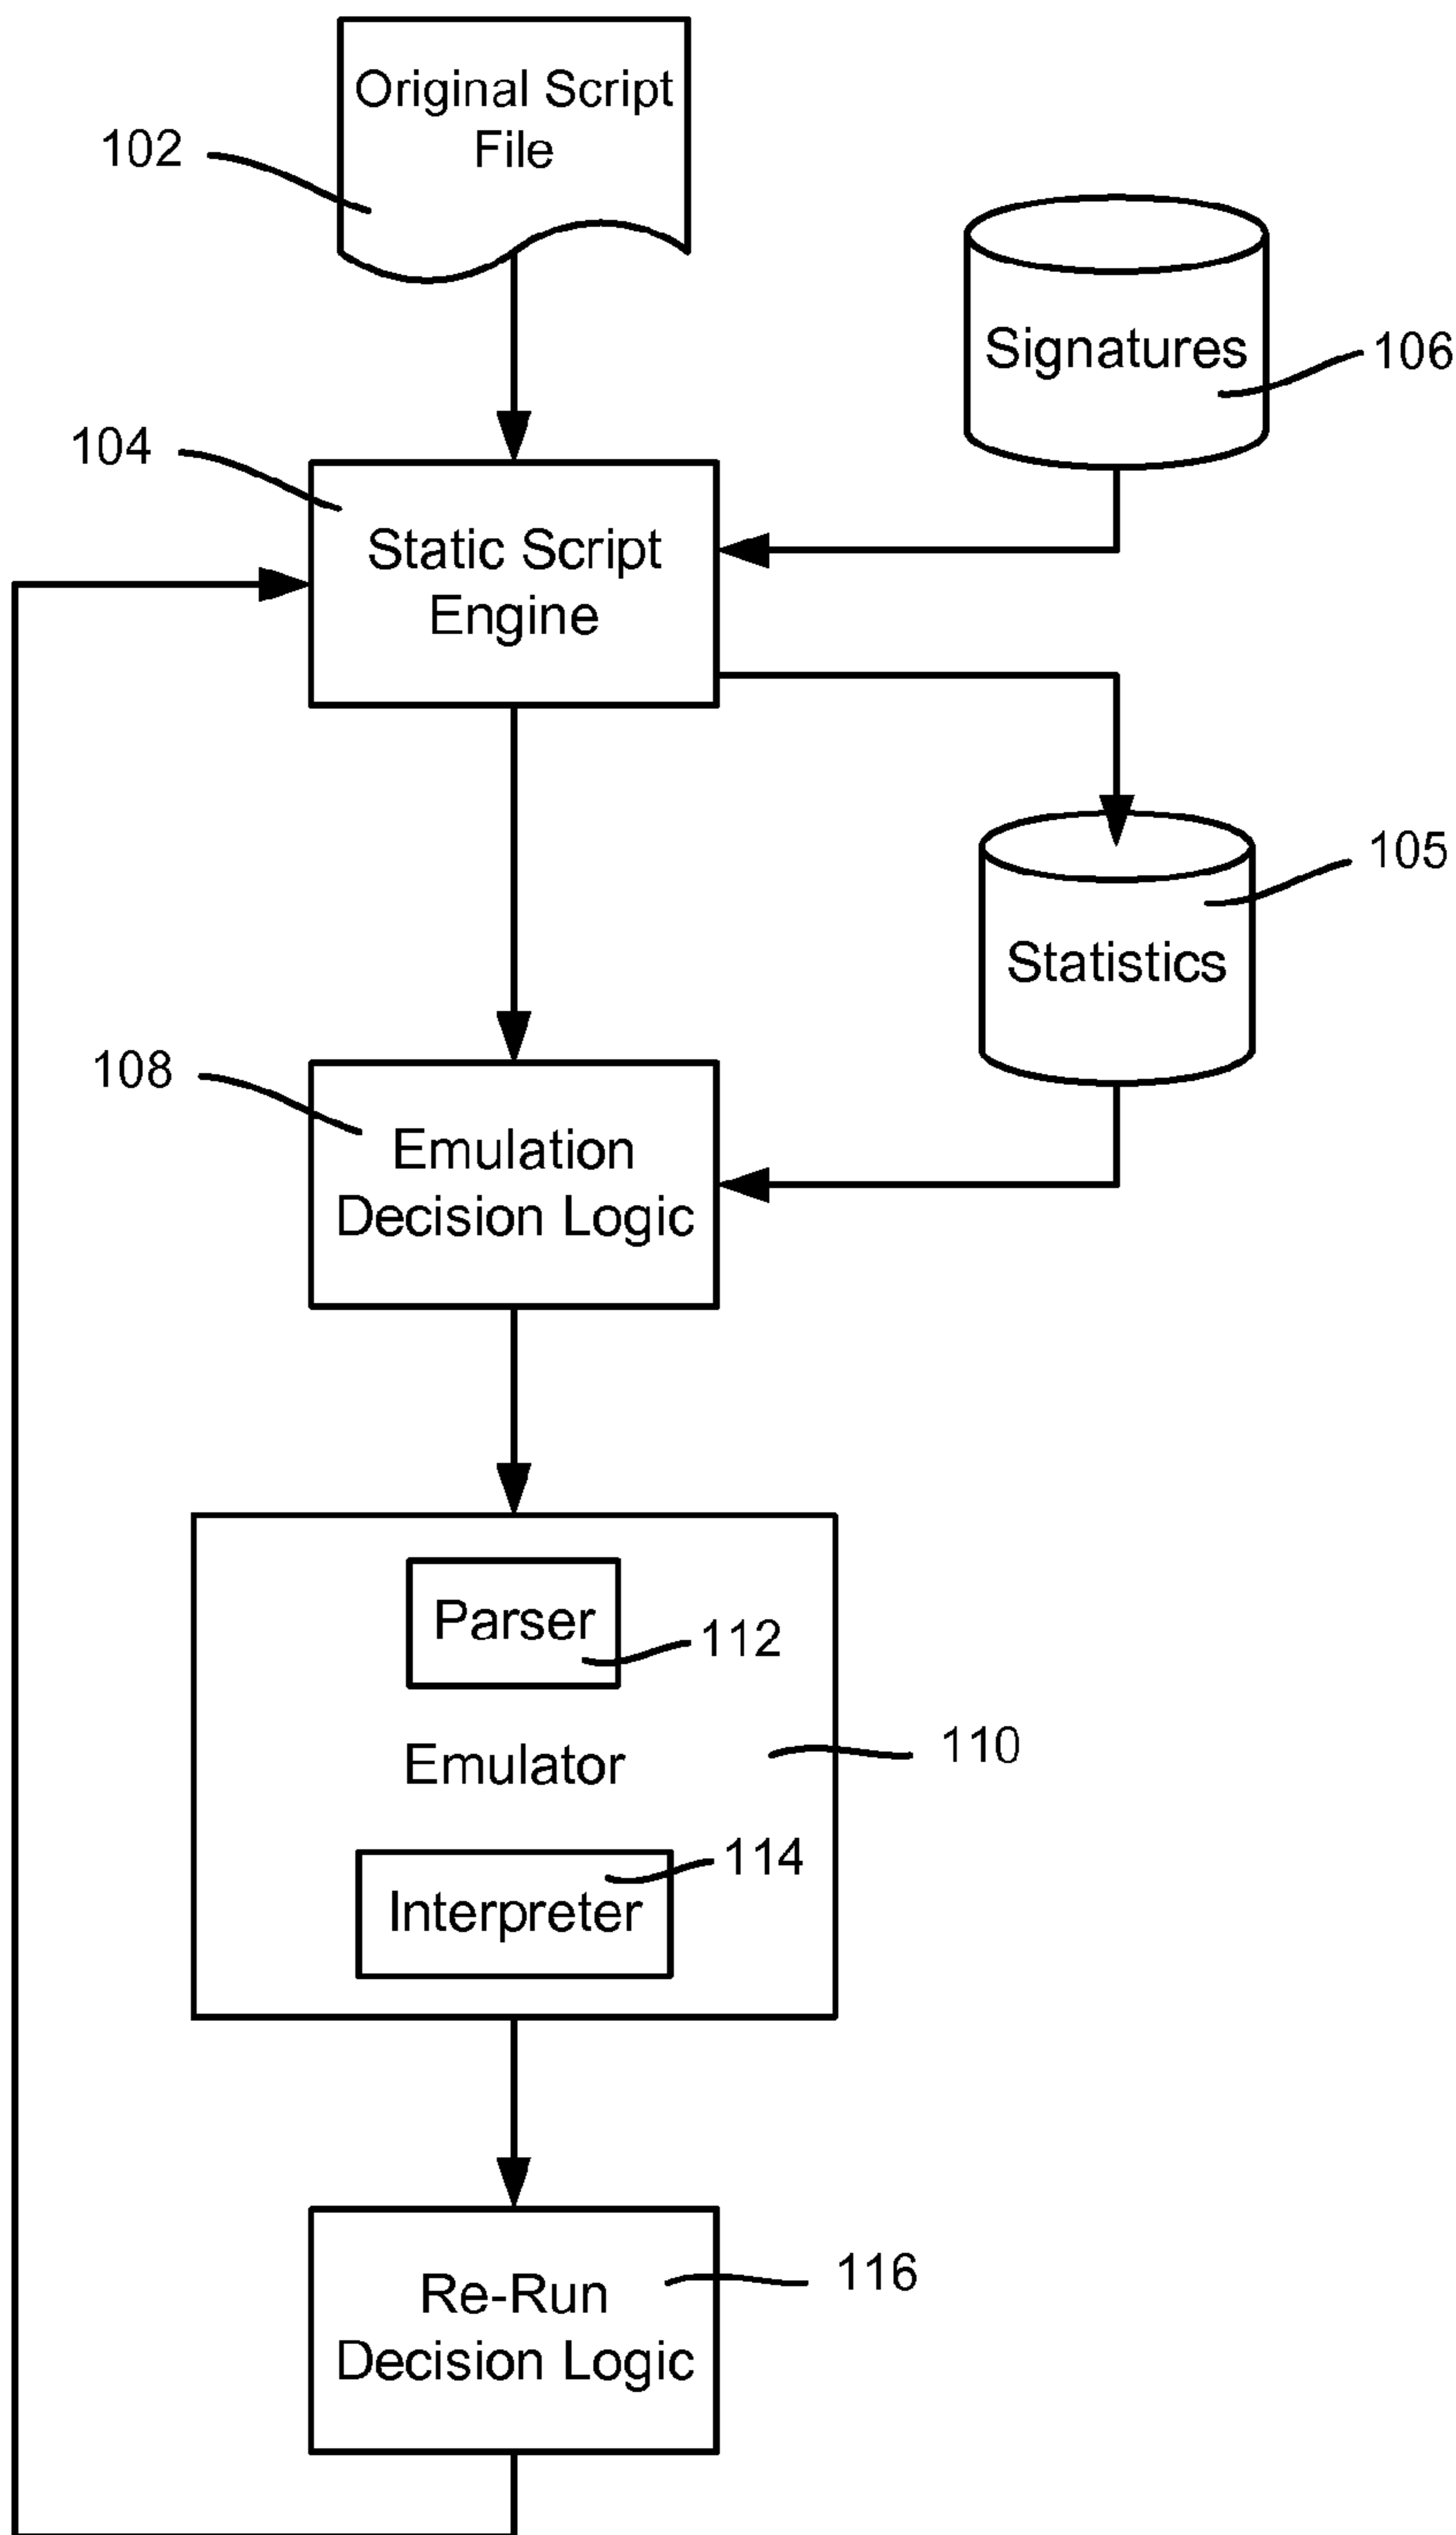 Original Script
File
102
Signatures
106
104
Static Script
Engine
105
Statistics
108
Emulation
Decision Logic
Parser
112
Emulator
110
114
Interpreter
116
Re-Run
Decision Logic